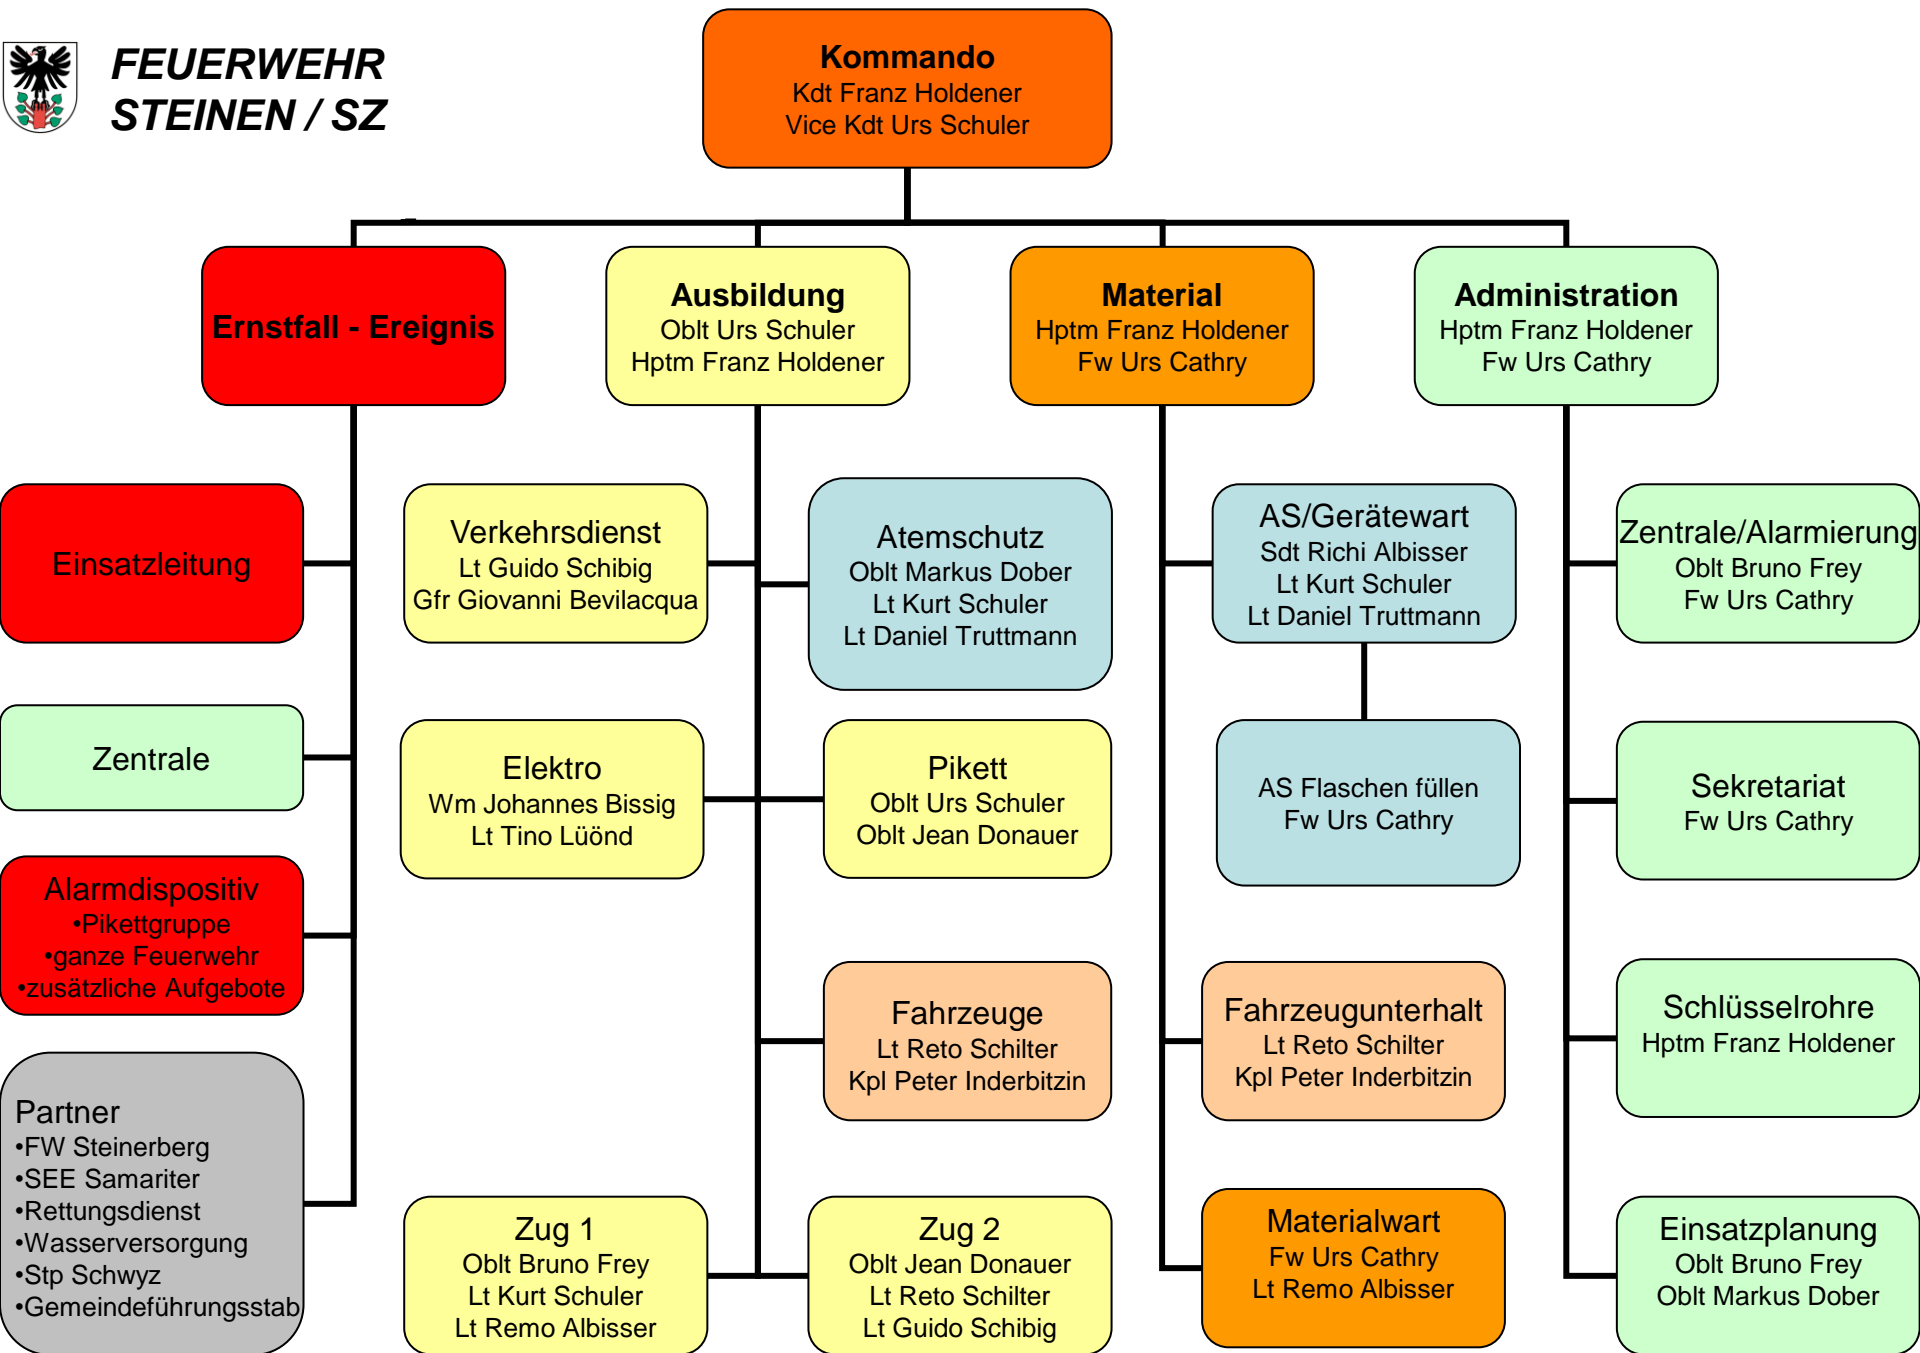 FEUERWEHR
STEINEN / SZ
Kommando
Kdt Franz Holdener
Vice Kdt Urs Schuler
Ernstfall - Ereignis
Ausbildung
Oblt Urs Schuler
Hptm Franz Holdener
Material
Hptm Franz Holdener
Fw Urs Cathry
Administration
Hptm Franz Holdener
Fw Urs Cathry
Einsatzleitung
Verkehrsdienst
Lt Guido Schibig
Gfr Giovanni Bevilacqua
Atemschutz
Oblt Markus Dober
Lt Kurt Schuler
Lt Daniel Truttmann
AS/Gerätewart
Sdt Richi Albisser
Lt Kurt Schuler
Lt Daniel Truttmann
Zentrale/Alarmierung
Oblt Bruno Frey
Fw Urs Cathry
Zentrale
Elektro
Wm Johannes Bissig
Lt Tino Lüönd
Pikett
Oblt Urs Schuler
Oblt Jean Donauer
AS Flaschen füllen
Fw Urs Cathry
Sekretariat
Fw Urs Cathry
Alarmdispositiv
•Pikettgruppe
•ganze Feuerwehr
•zusätzliche Aufgebote
Fahrzeuge
Lt Reto Schilter
Kpl Peter Inderbitzin
Fahrzeugunterhalt
Lt Reto Schilter
Kpl Peter Inderbitzin
Schlüsselrohre
Hptm Franz Holdener
Partner
•FW Steinerberg
•SEE Samariter
•Rettungsdienst
•Wasserversorgung
•Stp Schwyz
•Gemeindeführungsstab
Zug 1
Oblt Bruno Frey
Lt Kurt Schuler
Lt Remo Albisser
Zug 2
Oblt Jean Donauer
Lt Reto Schilter
Lt Guido Schibig
Materialwart
Fw Urs Cathry
Lt Remo Albisser
Einsatzplanung
Oblt Bruno Frey
Oblt Markus Dober